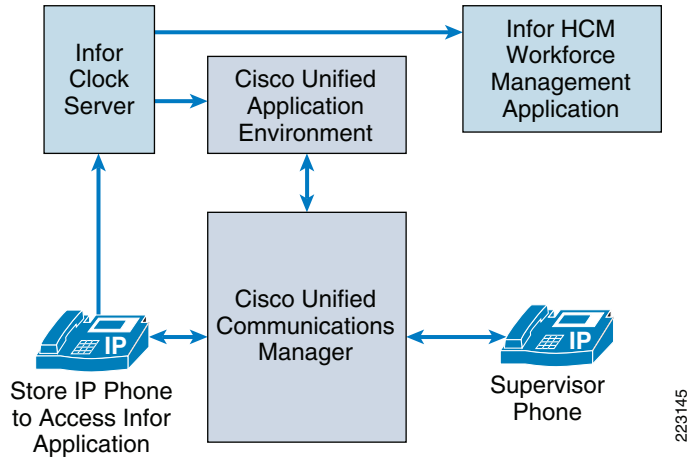 Infor
Clock
Server
Cisco Unified
Application
Environment
Infor HCM
Workforce
Management
Application
Cisco Unified
Communications
Manager
IP
Store IP Phone
to Access Infor
Application
IP
Supervisor
Phone
223145